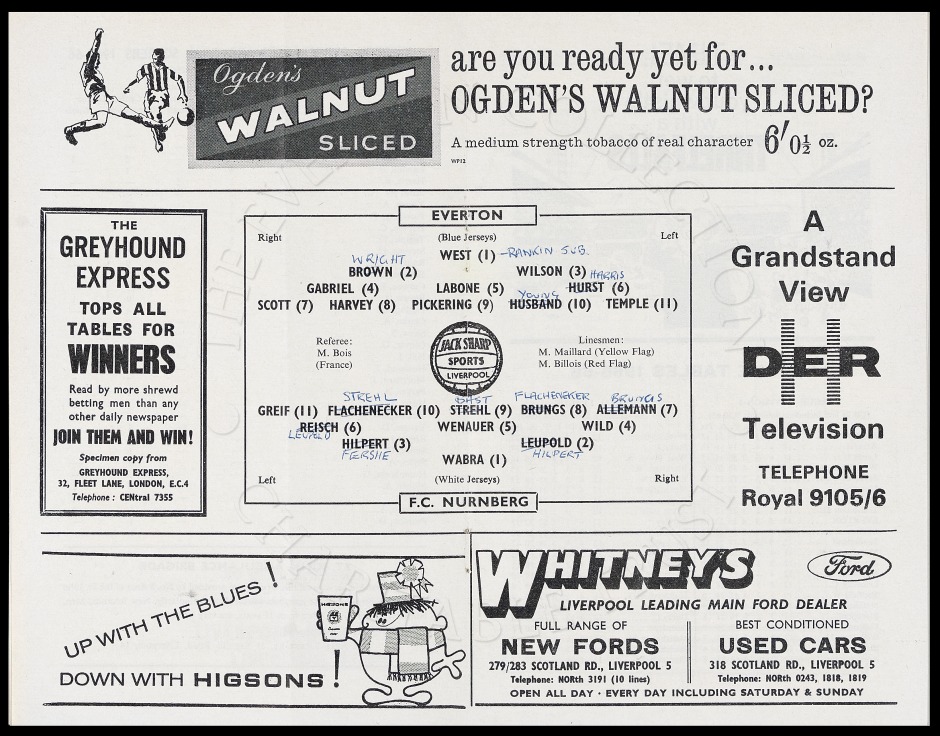 Ogden's
WALNUT
SLICED
are you ready yet for...
OGDEN'S WALNUT SLICED?
A medium strength tobacco of real character 6'0½ oz.
WP12
THE
GREYHOUND
EXPRESS
TOPS ALL
TABLES FOR
WINNERS
Read by more shrewd
betting men than any
other daily newspaper
JOIN THEM AND WIN!
Specimen copy from
GREYHOUND EXPRESS,
32, FLEET LANE, LONDON, E.C.4
Telephone : CENtral 7355
EVERTON
Right (Blue Jerseys) Left
WEST (1) -RANKIN SUB.
WRIGHT
BROWN (2) WILSON (3) HARRIS
GABRIEL (4) LABONE (5) HURST (6)
YOUNG
SCOTT (7) HARVEY (8) PICKERING (9) HUSBAND (10) TEMPLE (11)
Referee:
M. Bois
(France)
JACK SHARP
SPORTS
LIVERPOOL
Linesmen:
M. Maillard (Yellow Flag)
M. Billois (Red Flag)
STREHL FLACHENEKER BRUNGS
GREIF (11) FLACHENECKER (10) STREHL (9) BRUNGS (8) ALLEMANN (7)
REISCH (6) WENAUER (5) WILD (4)
LEUPOLD
HILPERT (3) LEUPOLD (2)
HILPERT
WABRA (1)
Left (White Jerseys) Right
F.C. NURNBERG
A
Grandstand
View
DER
Television
TELEPHONE
Royal 9105/6
UP WITH THE BLUES !
DOWN WITH HIGSONS !
HIGSONS
WHITNEYS
Ford
LIVERPOOL LEADING MAIN FORD DEALER
FULL RANGE OF
NEW FORDS
279/283 SCOTLAND RD., LIVERPOOL 5
Telephone: NORth 3191 (10 lines)
BEST CONDITIONED
USED CARS
318 SCOTLAND RD., LIVERPOOL 5
Telephone: NORth 0243, 1818, 1819
OPEN ALL DAY · EVERY DAY INCLUDING SATURDAY & SUNDAY